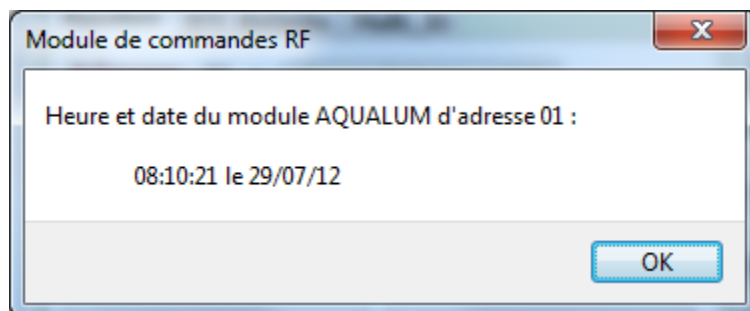 Module de commandes RF
Heure et date du module AQUALUM d'adresse 01 :
08:10:21 le 29/07/12
OK